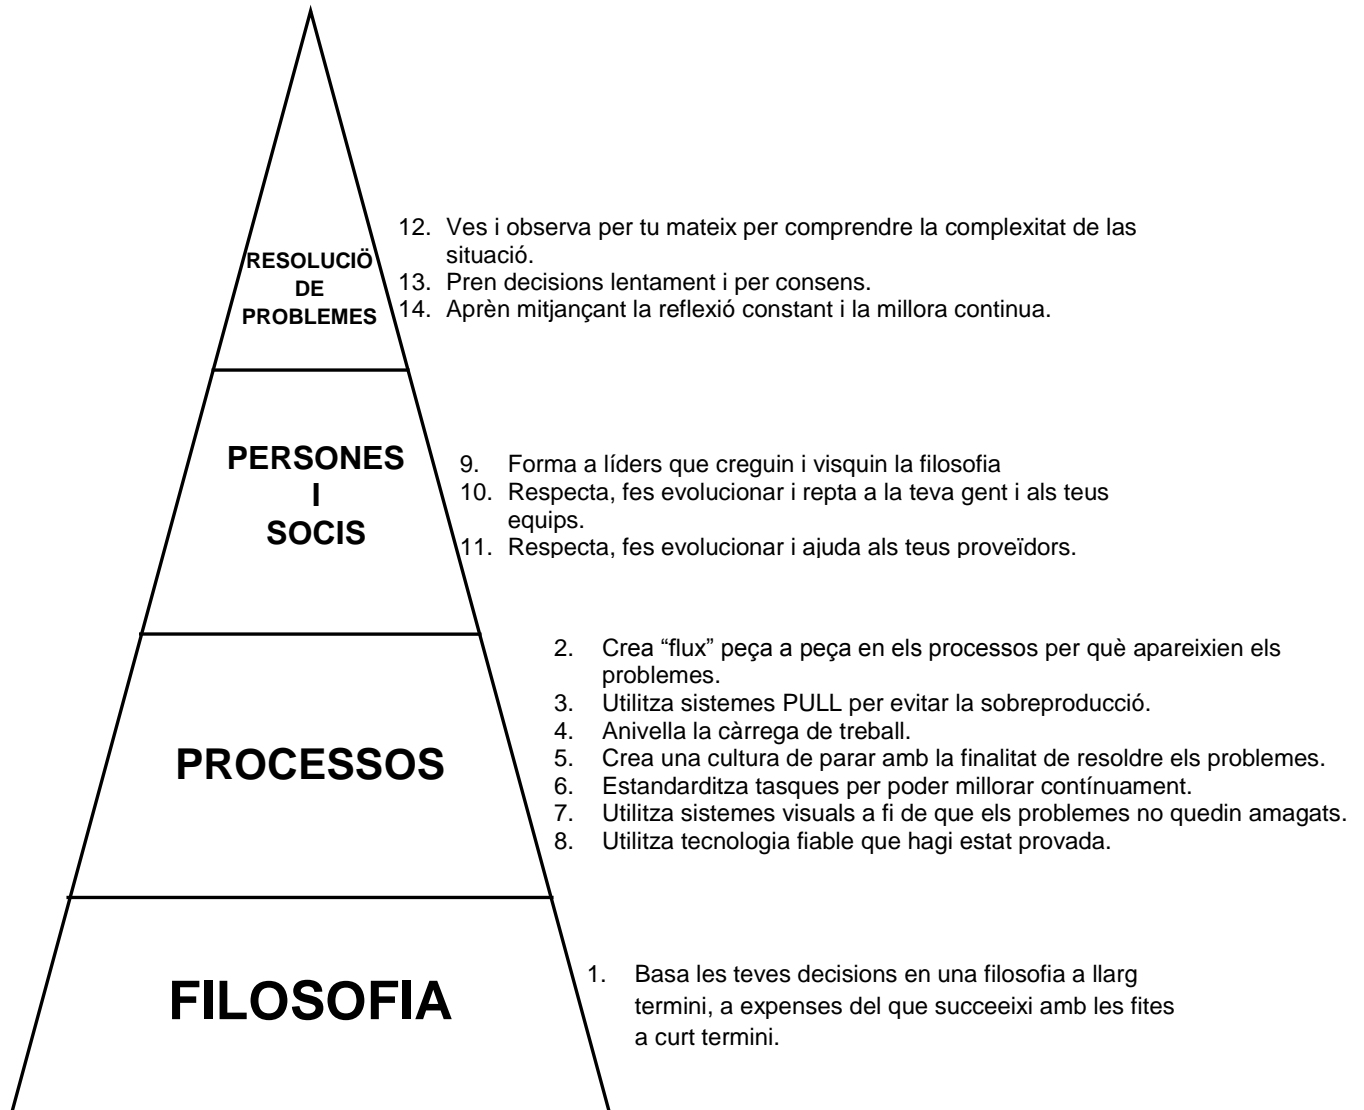 RESOLUCIÖ
DE
PROBLEMES
12. Ves i observa per tu mateix per comprendre la complexitat de las
situació.
13. Pren decisions lentament i per consens.
14. Aprèn mitjançant la reflexió constant i la millora continua.
PERSONES
I
SOCIS
9. Forma a líders que creguin i visquin la filosofia
10. Respecta, fes evolucionar i repta a la teva gent i als teus
equips.
11. Respecta, fes evolucionar i ajuda als teus proveïdors.
PROCESSOS
2. Crea “flux” peça a peça en els processos per què apareixien els
problemes.
3. Utilitza sistemes PULL per evitar la sobreproducció.
4. Anivella la càrrega de treball.
5. Crea una cultura de parar amb la finalitat de resoldre els problemes.
6. Estandarditza tasques per poder millorar contínuament.
7. Utilitza sistemes visuals a fi de que els problemes no quedin amagats.
8. Utilitza tecnologia fiable que hagi estat provada.
FILOSOFIA
1. Basa les teves decisions en una filosofia a llarg
termini, a expenses del que succeeixi amb les fites
a curt termini.